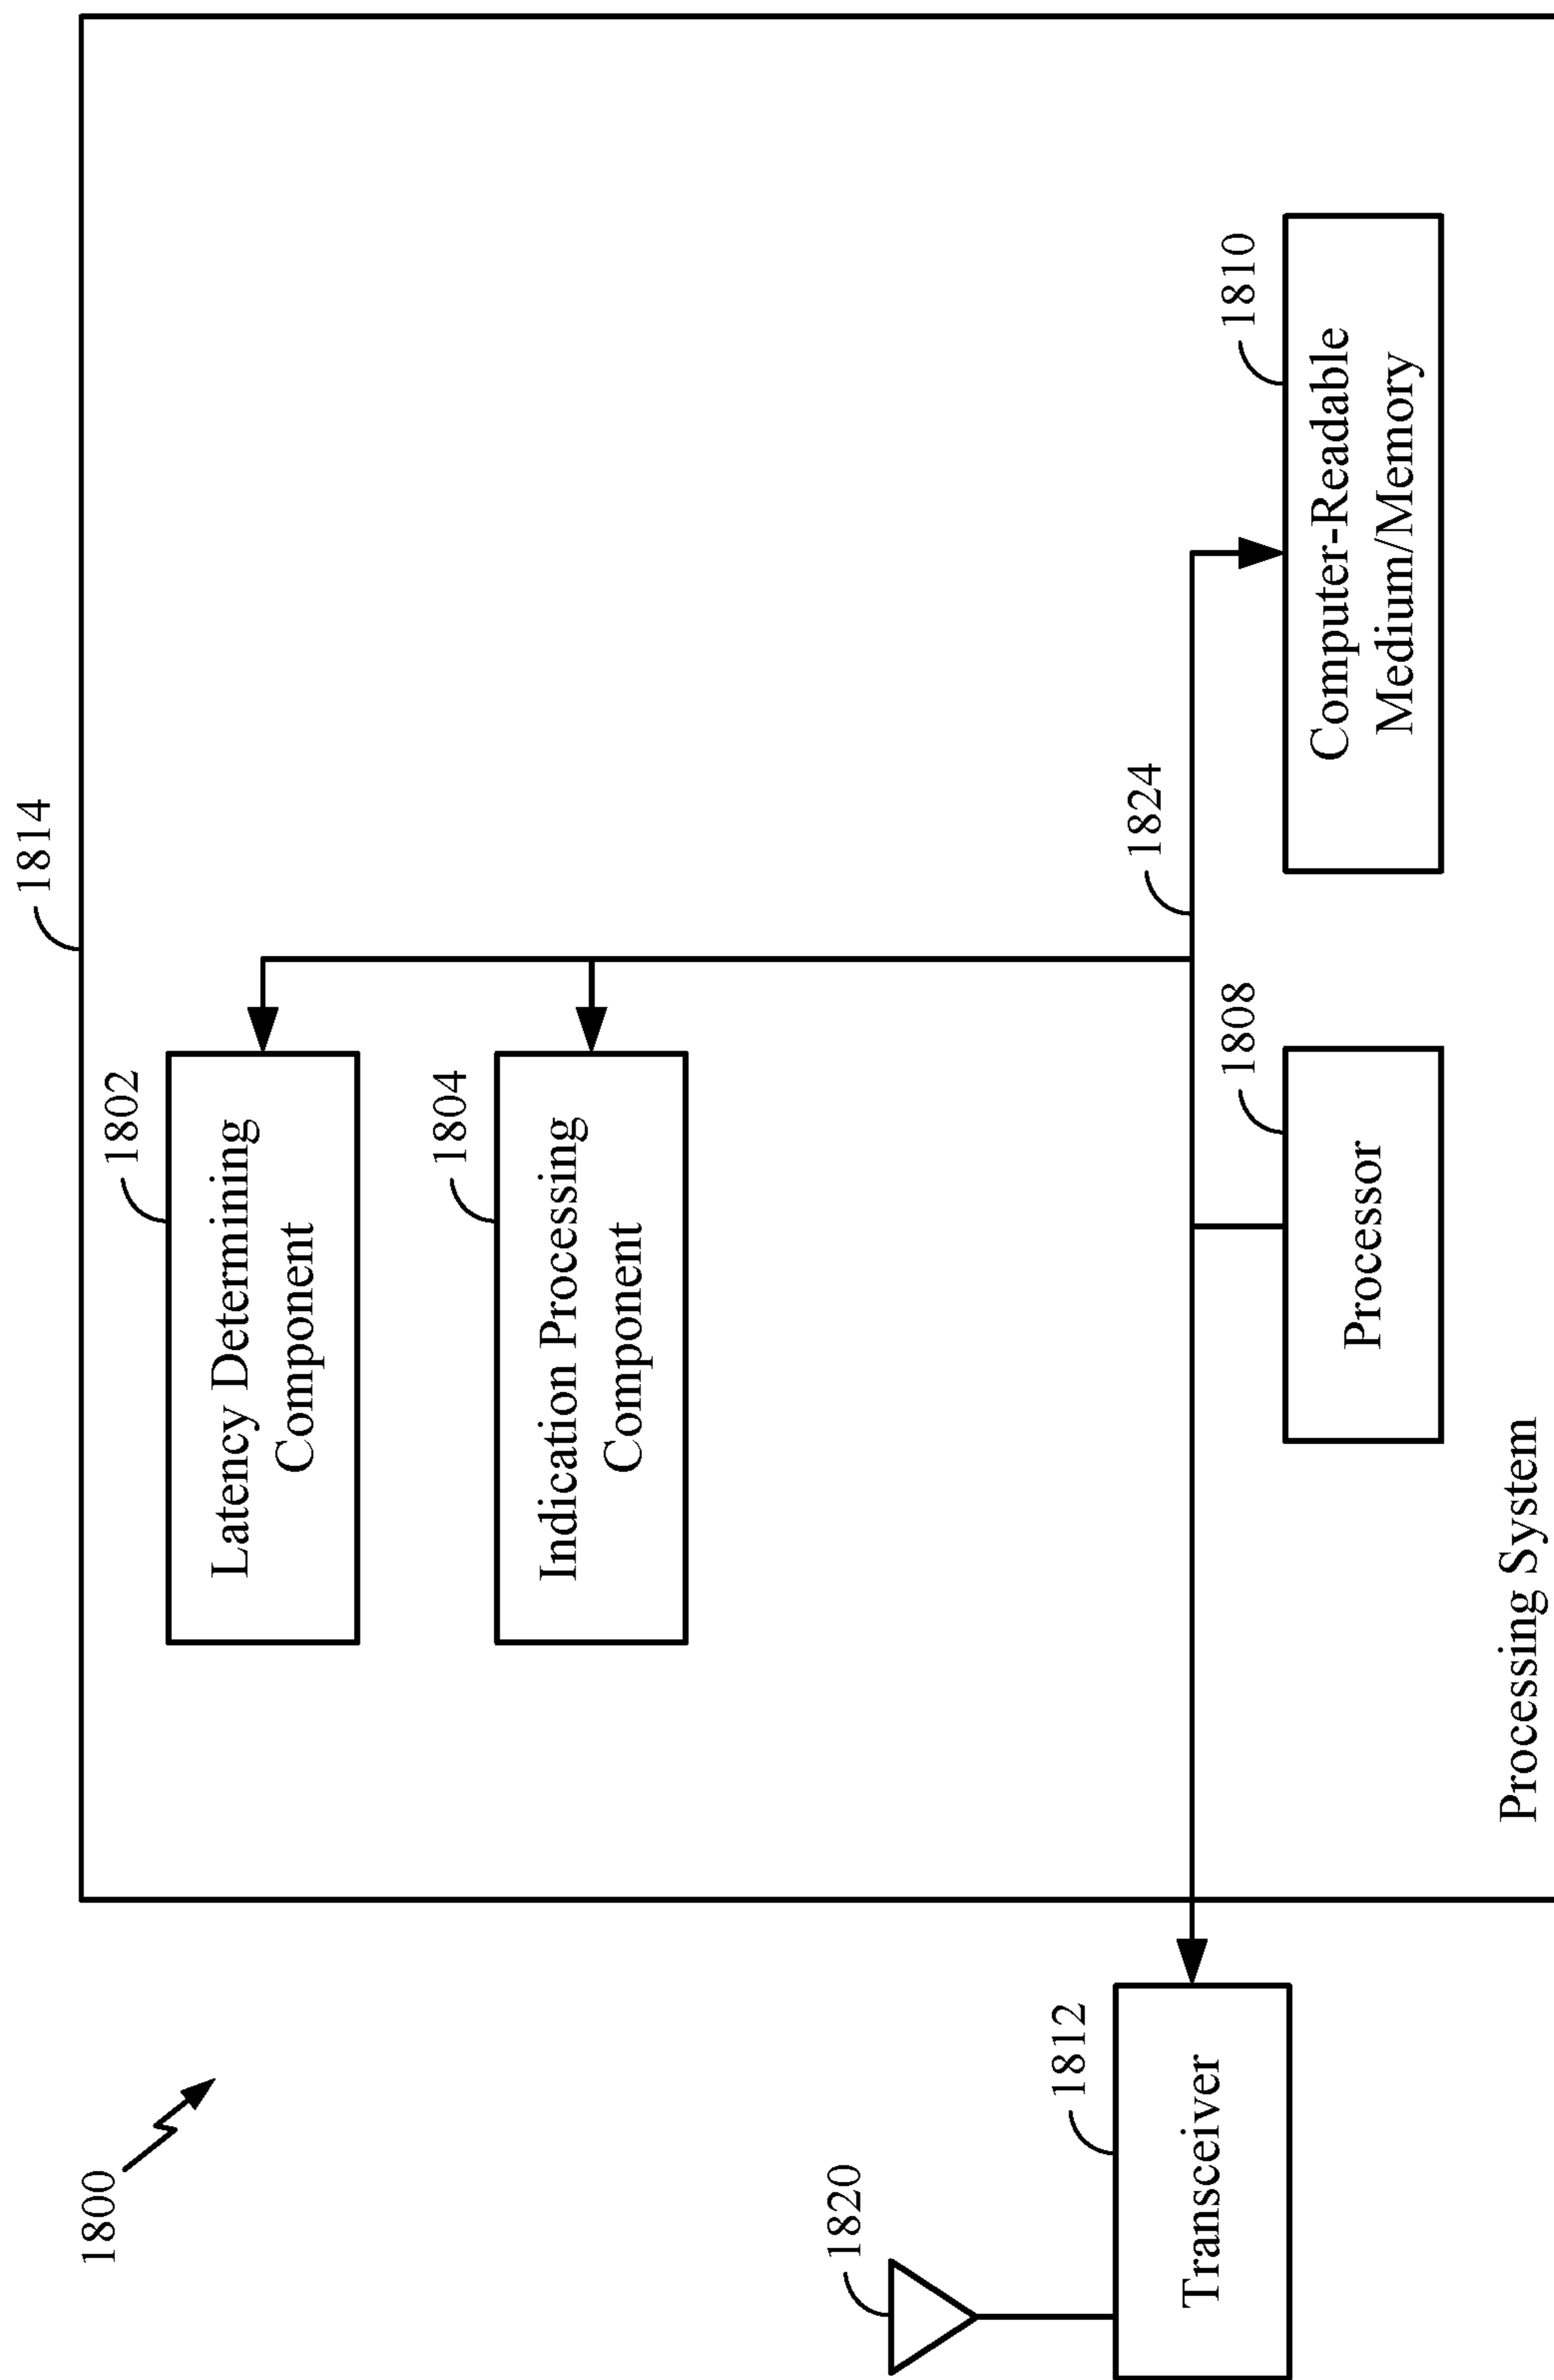 1800
1814
1802
Latency Determining
Component
1804
Indication Processing
Component
1820
1812
Transceiver
1824
1808
Processor
1810
Computer-Readable
Medium/Memory
Processing System